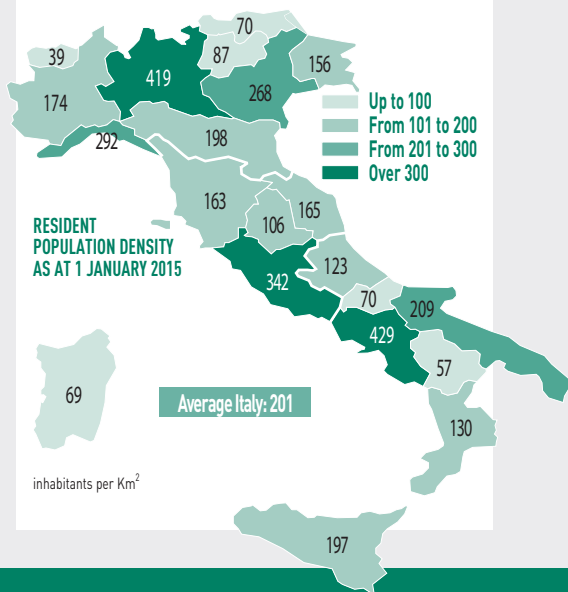 70
39
87
419
156
268
174
Up to 100
From 101 to 200
From 201 to 300
Over 300
292
198
163
165
106
RESIDENT
POPULATION DENSITY
AS AT 1 JANUARY 2015
123
342
70
209
429
57
69
Average Italy: 201
130
inhabitants per Km²
197